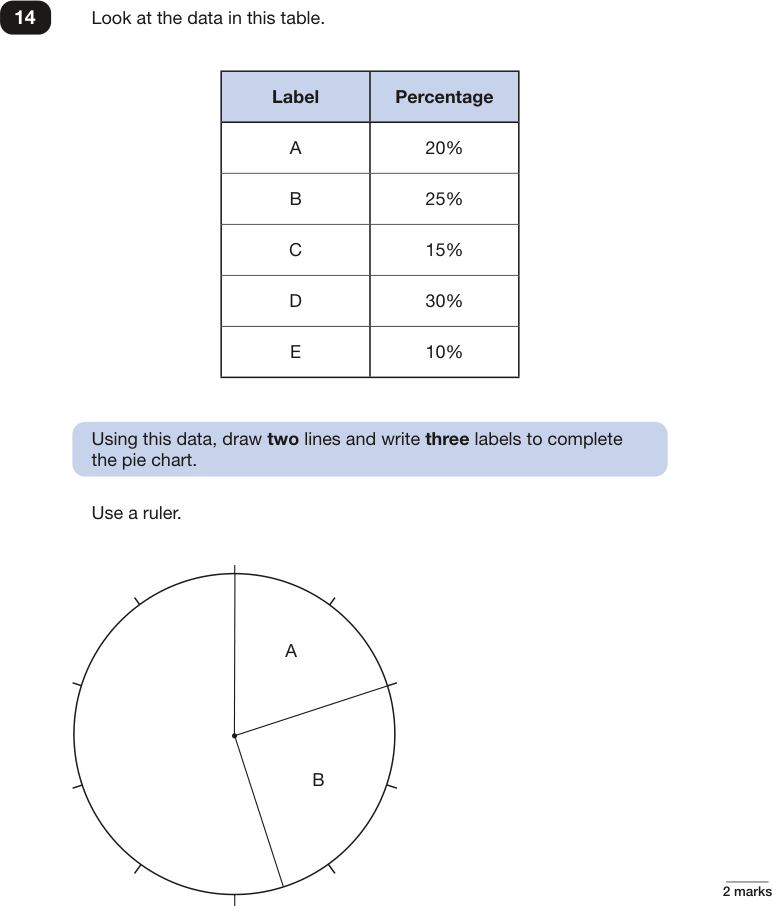 14 Look at the data in this table.
Label Percentage
A 20%
B 25%
C 15%
D 30%
E 10%
Using this data, draw two lines and write three labels to complete
the pie chart.
Use a ruler.
A
B
2 marks